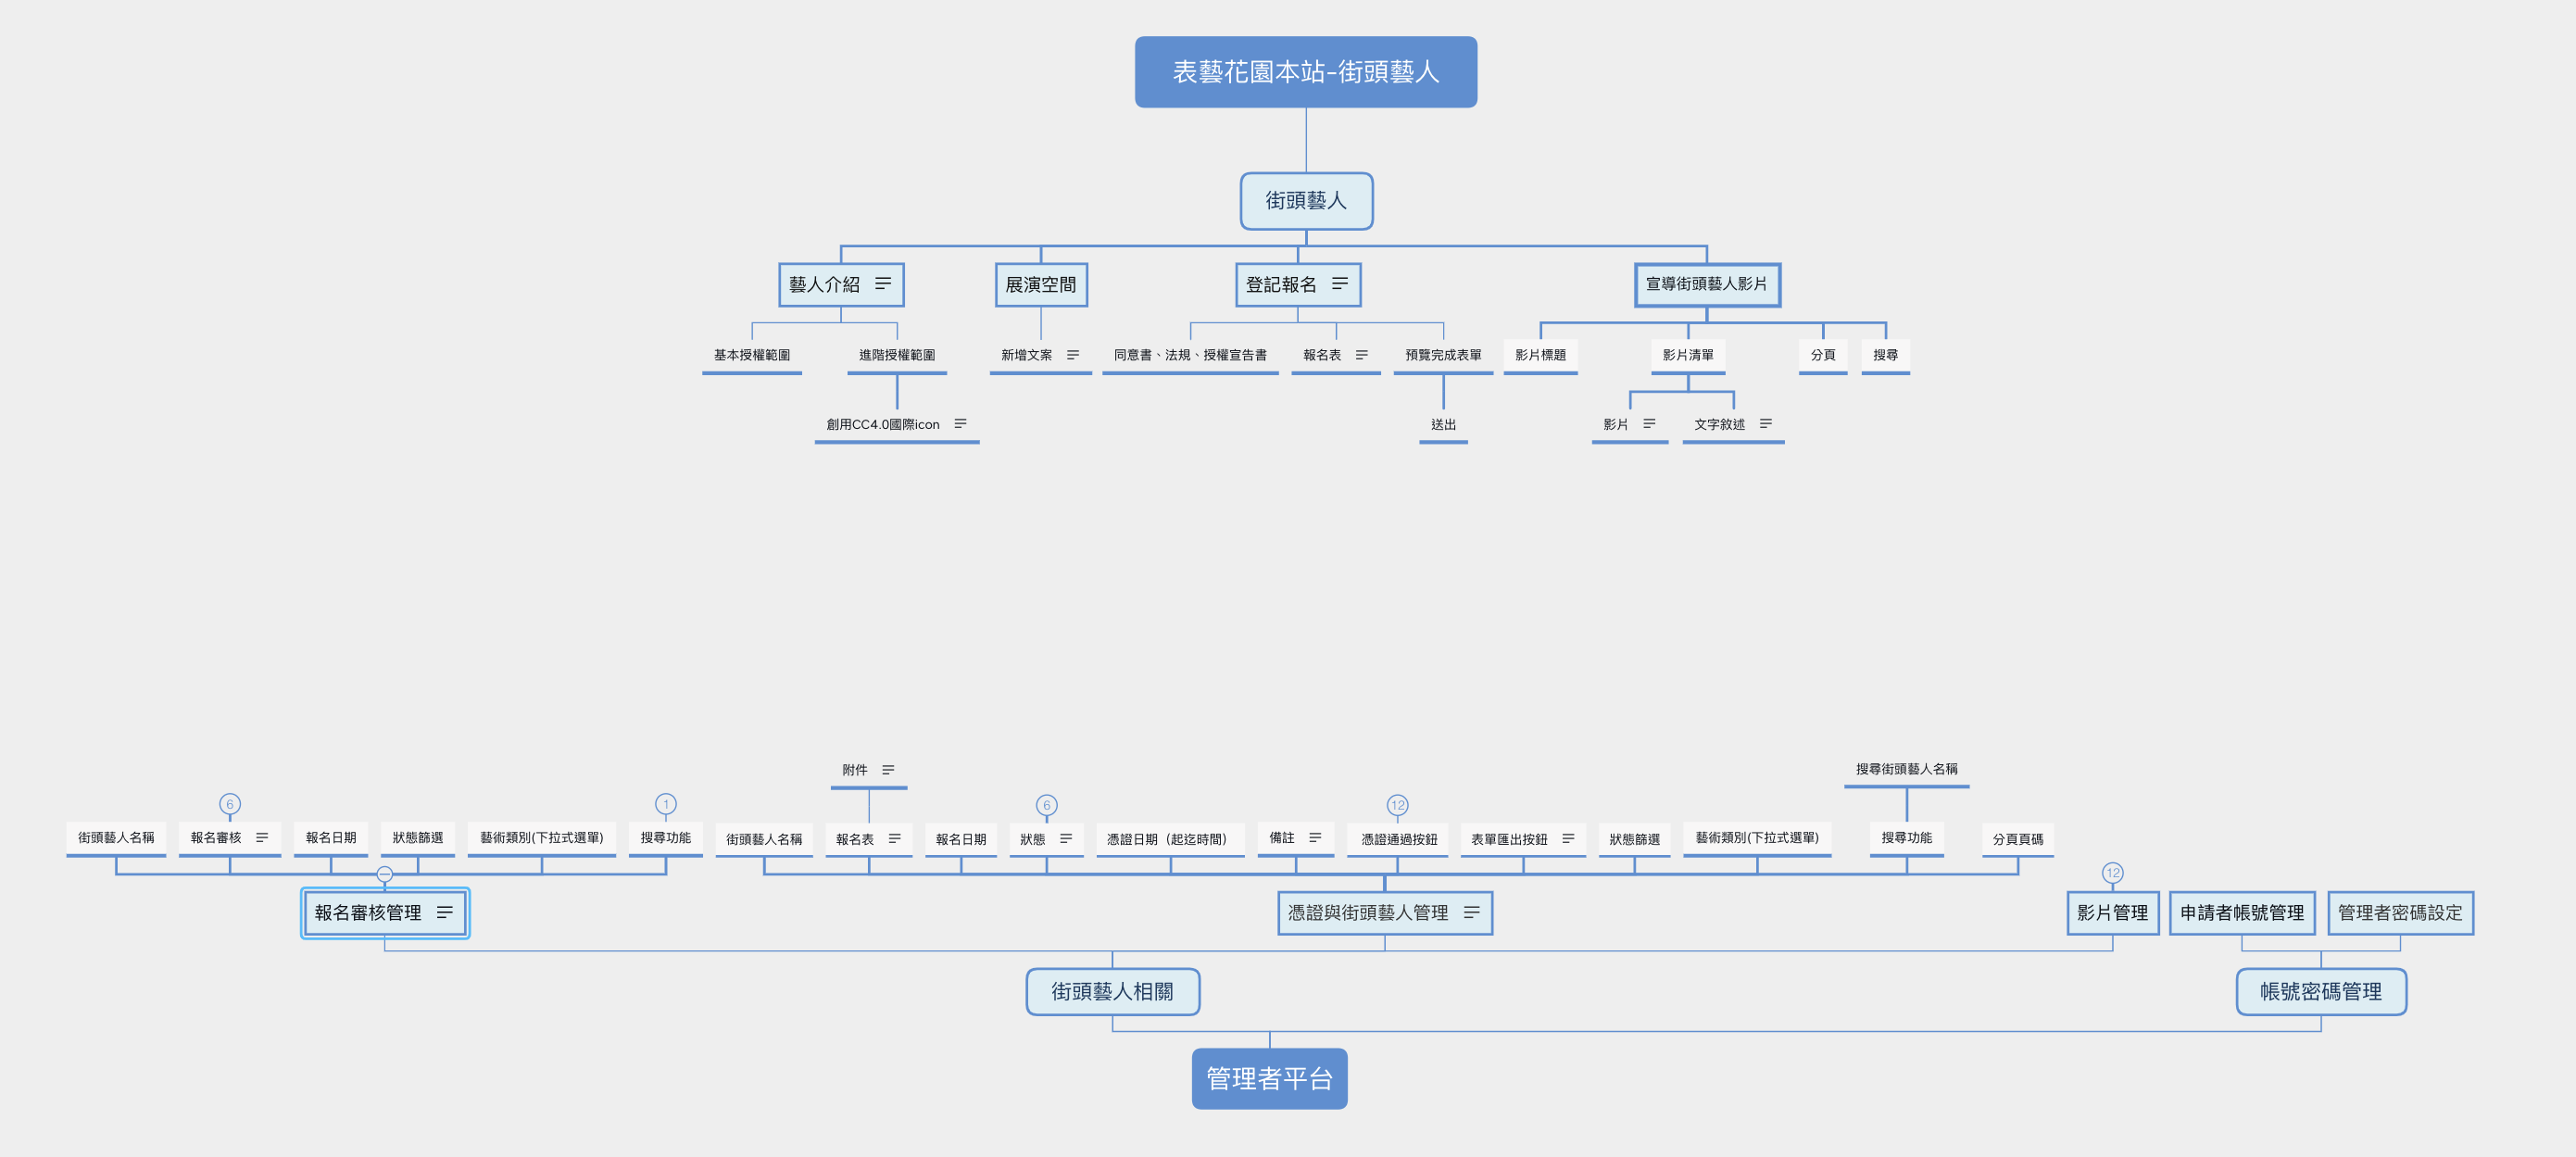 表藝花園本站-街頭藝人
街頭藝人
藝人介紹
展演空間
登記報名
宣導街頭藝人影片
基本授權範圍
進階授權範圍
新增文案
同意書、法規、授權宣告書
報名表
預覽完成表單
影片標題
影片清單
分頁
搜尋
創用CC4.0國際icon
送出
影片
文字敘述
附件
搜尋街頭藝人名稱
6
1
6
12
街頭藝人名稱
報名審核
報名日期
狀態篩選
藝術類別(下拉式選單)
搜尋功能
街頭藝人名稱
報名表
報名日期
狀態
憑證日期（起迄時間）
備註
憑證通過按鈕
表單匯出按鈕
狀態篩選
藝術類別(下拉式選單)
搜尋功能
分頁頁碼
12
報名審核管理
憑證與街頭藝人管理
影片管理
申請者帳號管理
管理者密碼設定
街頭藝人相關
帳號密碼管理
管理者平台